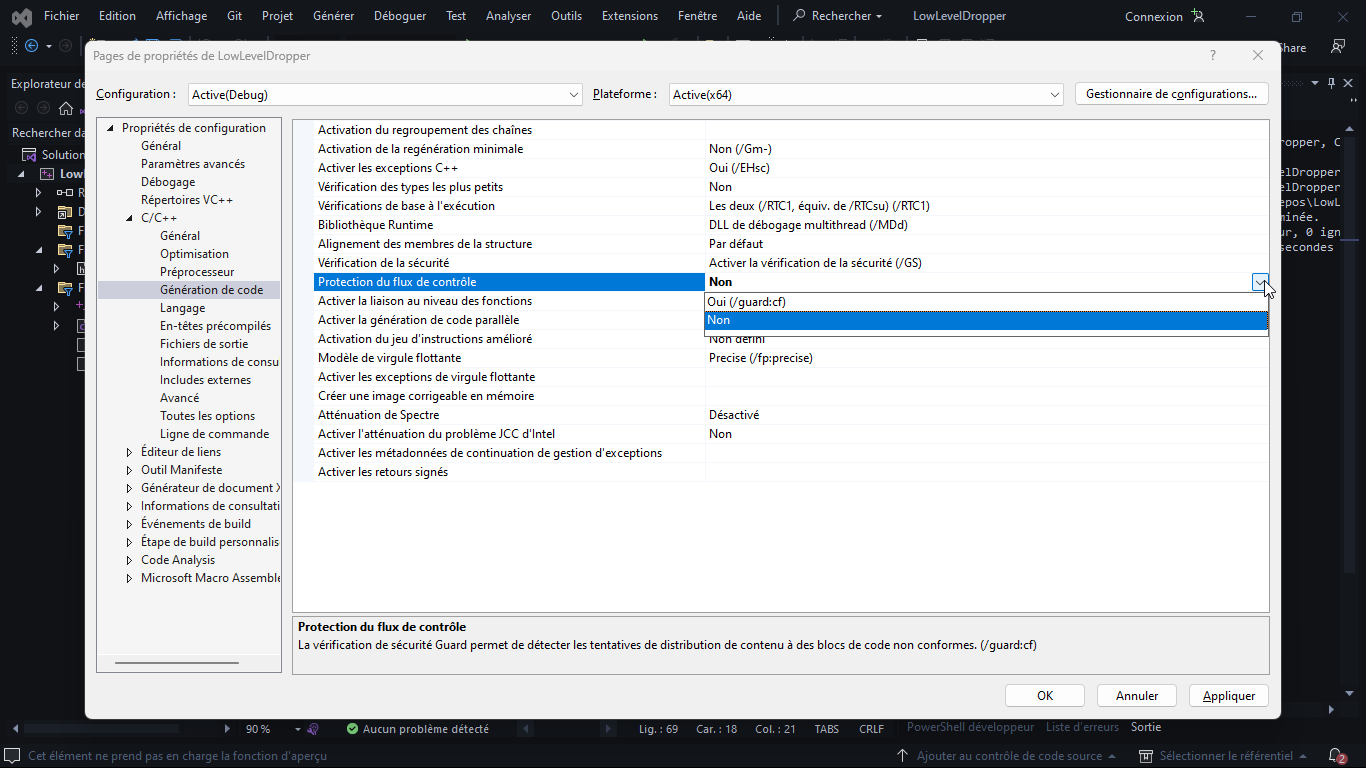 Fichier Edition Affichage Git Projet Générer Déboguer Test Analyser Outils Extensions Fenêtre Aide Rechercher LowLevelDropper Connexion
Share
Pages de propriétés de LowLevelDropper ?
Explorateur de
Configuration : Active(Debug) Plateforme : Active(x64) Gestionnaire de configurations...
Rechercher da
Solution
Propriétés de configuration
Général
Paramètres avancés
Débogage
Répertoires VC++
C/C++
Général
Optimisation
Préprocesseur
Génération de code
Langage
En-têtes précompilés
Fichiers de sortie
Informations de consu
Includes externes
Avancé
Toutes les options
Ligne de commande
Éditeur de liens
Outil Manifeste
Générateur de document X
Informations de consultati
Événements de build
Étape de build personnalis
Code Analysis
Microsoft Macro Assemble
Activation du regroupement des chaînes
Activation de la regénération minimale Non (/Gm-)
Activer les exceptions C++ Oui (/EHsc)
Vérification des types les plus petits Non
Vérifications de base à l'exécution Les deux (/RTC1, équiv. de /RTCsu) (/RTC1)
Bibliothèque Runtime DLL de débogage multithread (/MDd)
Alignement des membres de la structure Par défaut
Vérification de la sécurité Activer la vérification de la sécurité (/GS)
Protection du flux de contrôle Non
Activer la liaison au niveau des fonctions Oui (/guard:cf)
Activer la génération de code parallèle Non
Activation du jeu d'instructions amélioré Non défini
Modèle de virgule flottante Precise (/fp:precise)
Activer les exceptions de virgule flottante
Créer une image corrigeable en mémoire
Atténuation de Spectre Désactivé
Activer l'atténuation du problème JCC d'Intel Non
Activer les métadonnées de continuation de gestion d'exceptions
Activer les retours signés
Protection du flux de contrôle
La vérification de sécurité Guard permet de détecter les tentatives de distribution de contenu à des blocs de code non conformes. (/guard:cf)
OK Annuler Appliquer
opper, C
elDropper
elDropper
epos\LowL
minée.
ur, 0 ign
secondes
90 % Aucun problème détecté Lig. : 69 Car. : 18 Col. : 21 TABS CRLF PowerShell développeur Liste d'erreurs Sortie
Cet élément ne prend pas en charge la fonction d'aperçu Ajouter au contrôle de code source Sélectionner le référentiel 2